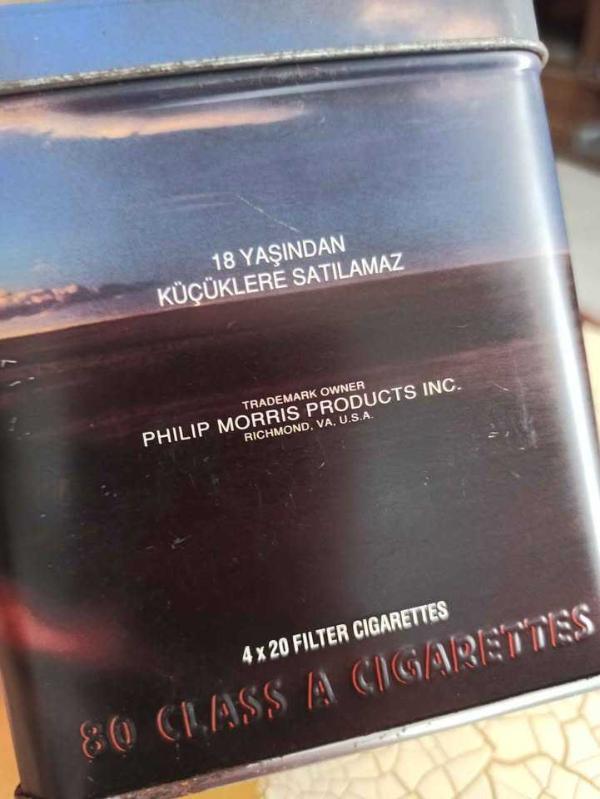 18 YAŞINDAN
KÜÇÜKLERE SATILAMAZ
TRADEMARK OWNER
PHILIP MORRIS PRODUCTS INC.
RICHMOND, VA, U.S.A.
4 x 20 FILTER CIGARETTES
80 CLASS A CIGARETTES